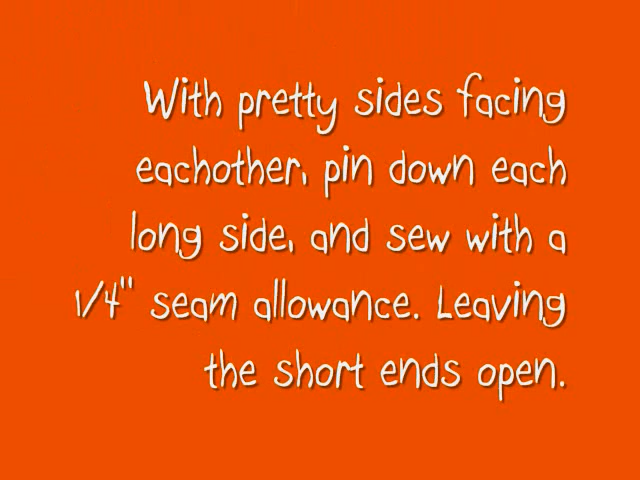 With pretty sides facing
eachother, pin down each
long side, and sew with a
1/4" seam allowance. Leaving
the short ends open.